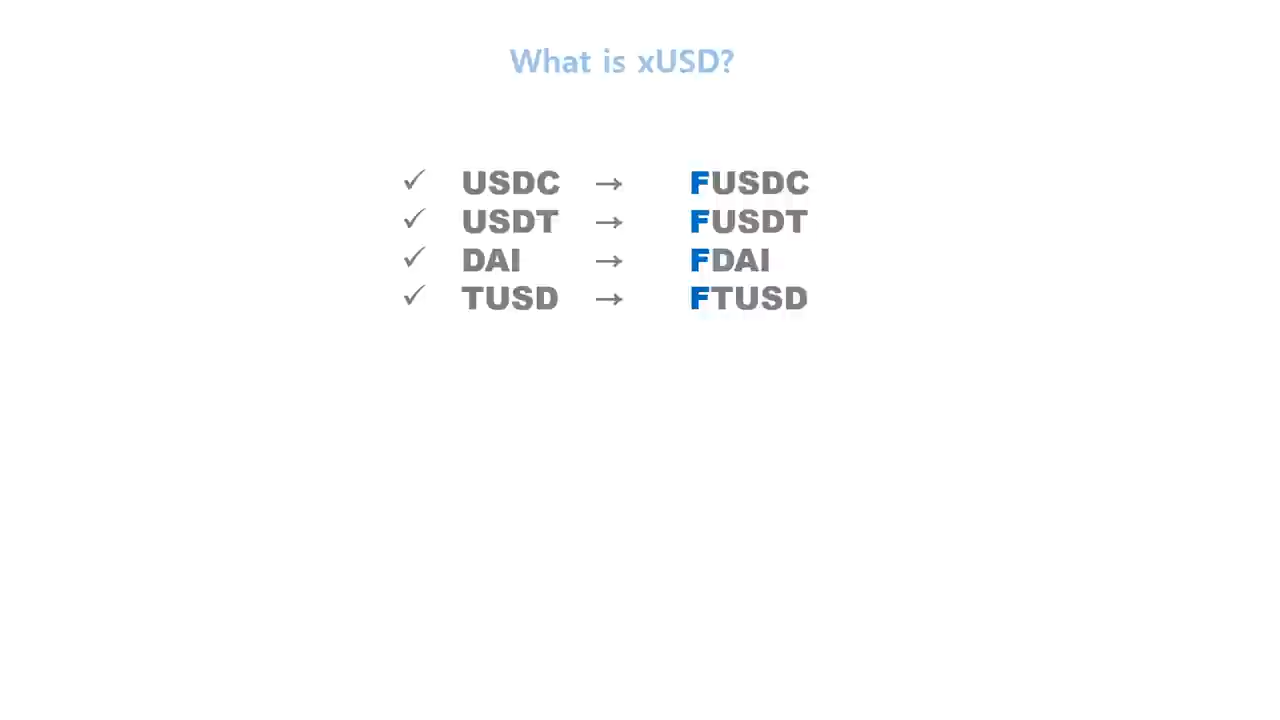 What is xUSD?
✓ USDC → FUSDC
✓ USDT → FUSDT
✓ DAI → FDAI
✓ TUSD → FTUSD